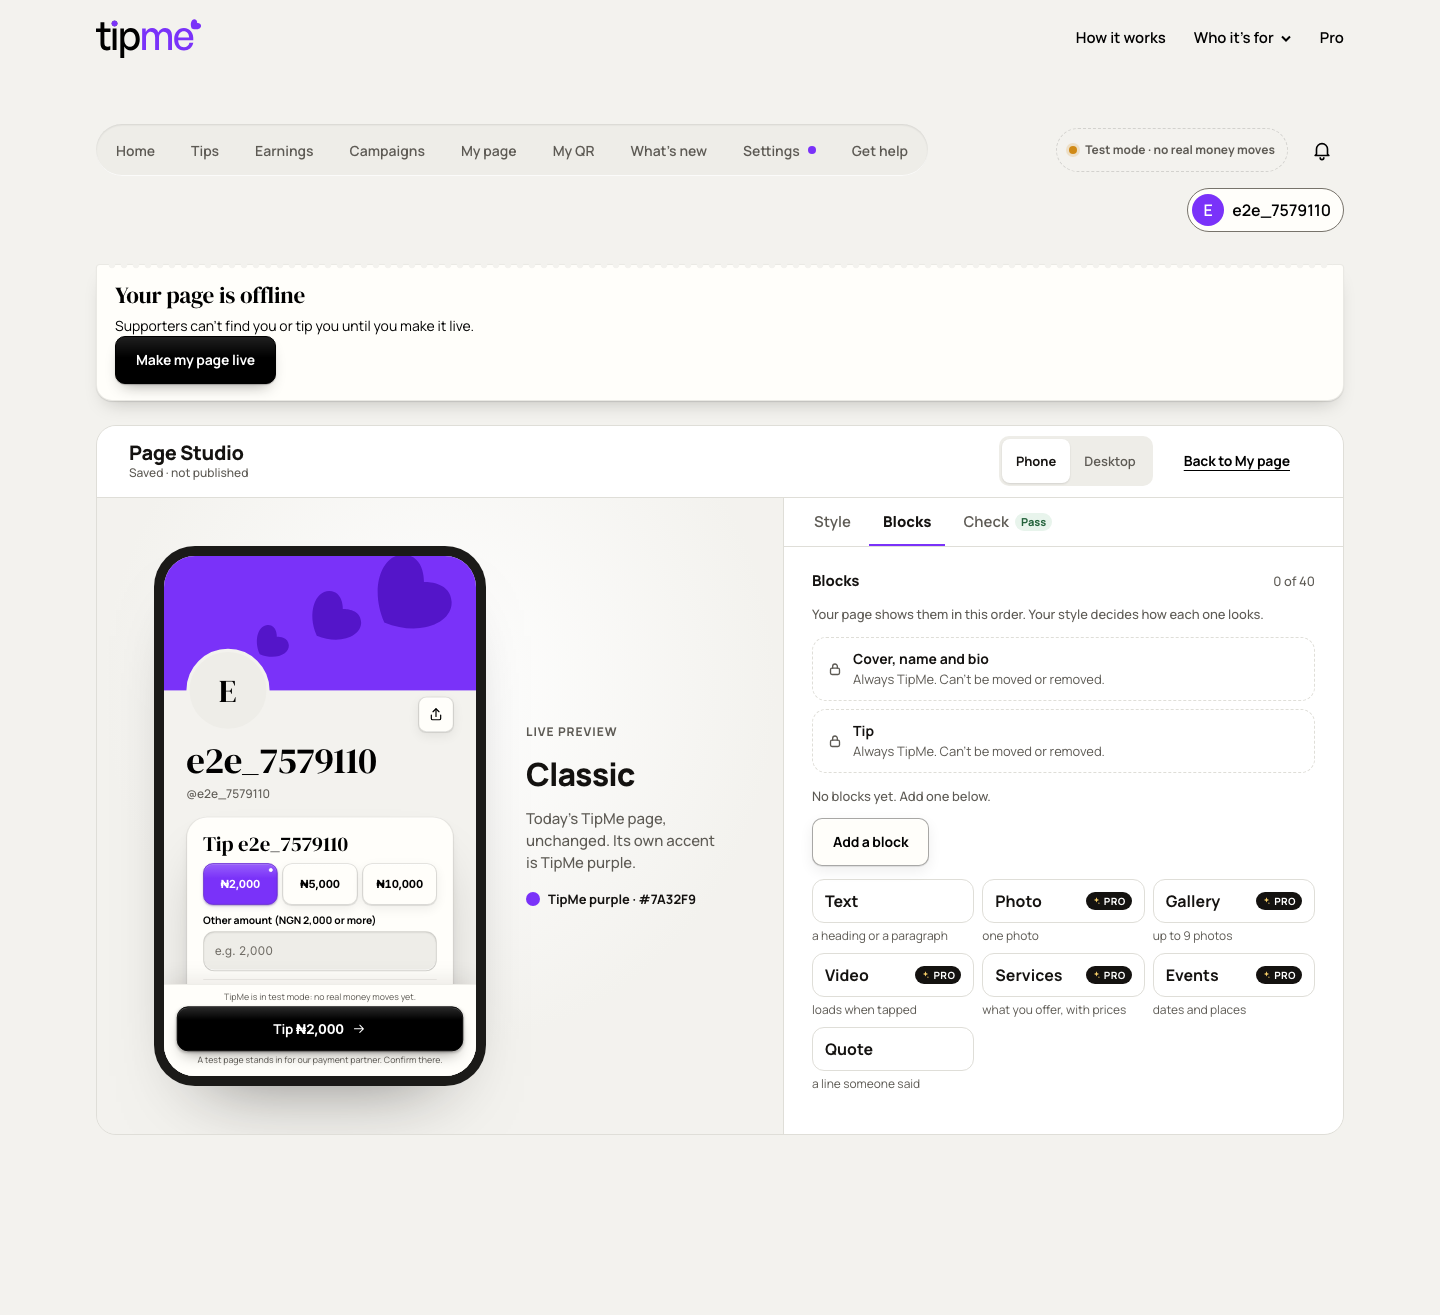 tipme
How it works
Who it's for
Pro
Home
Tips
Earnings
Campaigns
My page
My QR
What's new
Settings
Get help
Test mode · no real money moves
E
e2e_7579110
Your page is offline
Supporters can't find you or tip you until you make it live.
Make my page live
Page Studio
Saved · not published
Phone
Desktop
Back to My page
E
e2e_7579110
@e2e_7579110
Tip e2e_7579110
₦2,000
₦5,000
₦10,000
Other amount (NGN 2,000 or more)
e.g. 2,000
TipMe is in test mode: no real money moves yet.
Tip ₦2,000 →
A test page stands in for our payment partner. Confirm there.
LIVE PREVIEW
Classic
Today's TipMe page,
unchanged. Its own accent
is TipMe purple.
TipMe purple · #7A32F9
Style
Blocks
Check
Pass
Blocks
0 of 40
Your page shows them in this order. Your style decides how each one looks.
Cover, name and bio
Always TipMe. Can't be moved or removed.
Tip
Always TipMe. Can't be moved or removed.
No blocks yet. Add one below.
Add a block
Text
a heading or a paragraph
Photo
PRO
one photo
Gallery
PRO
up to 9 photos
Video
PRO
loads when tapped
Services
PRO
what you offer, with prices
Events
PRO
dates and places
Quote
a line someone said